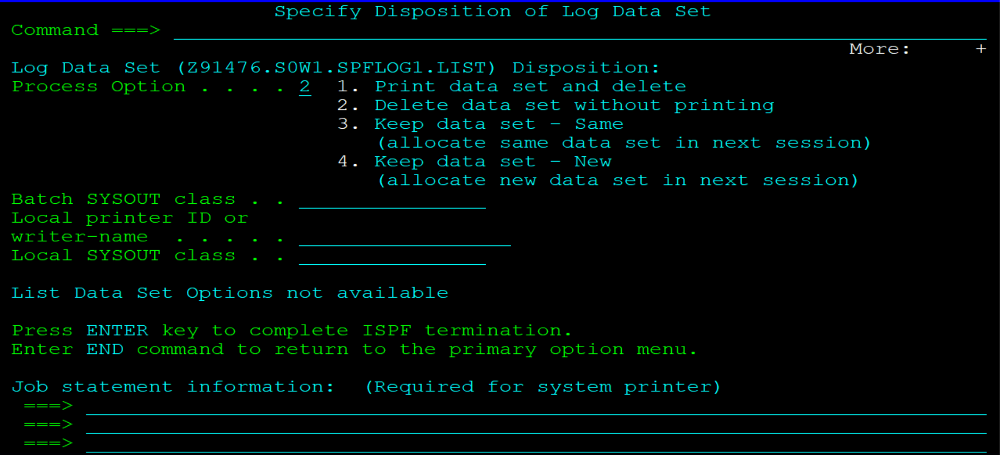 Specify Disposition of Log Data Set
Command ===>
More:     +
Log Data Set (Z91476.S0W1.SPFLOG1.LIST) Disposition:
Process Option . . . . 2  1. Print data set and delete
2. Delete data set without printing
3. Keep data set - Same
(allocate same data set in next session)
4. Keep data set - New
(allocate new data set in next session)
Batch SYSOUT class . .
Local printer ID or
writer-name  . . . . .
Local SYSOUT class . .
List Data Set Options not available
Press ENTER key to complete ISPF termination.
Enter END command to return to the primary option menu.
Job statement information:  (Required for system printer)
===>
===>
===>